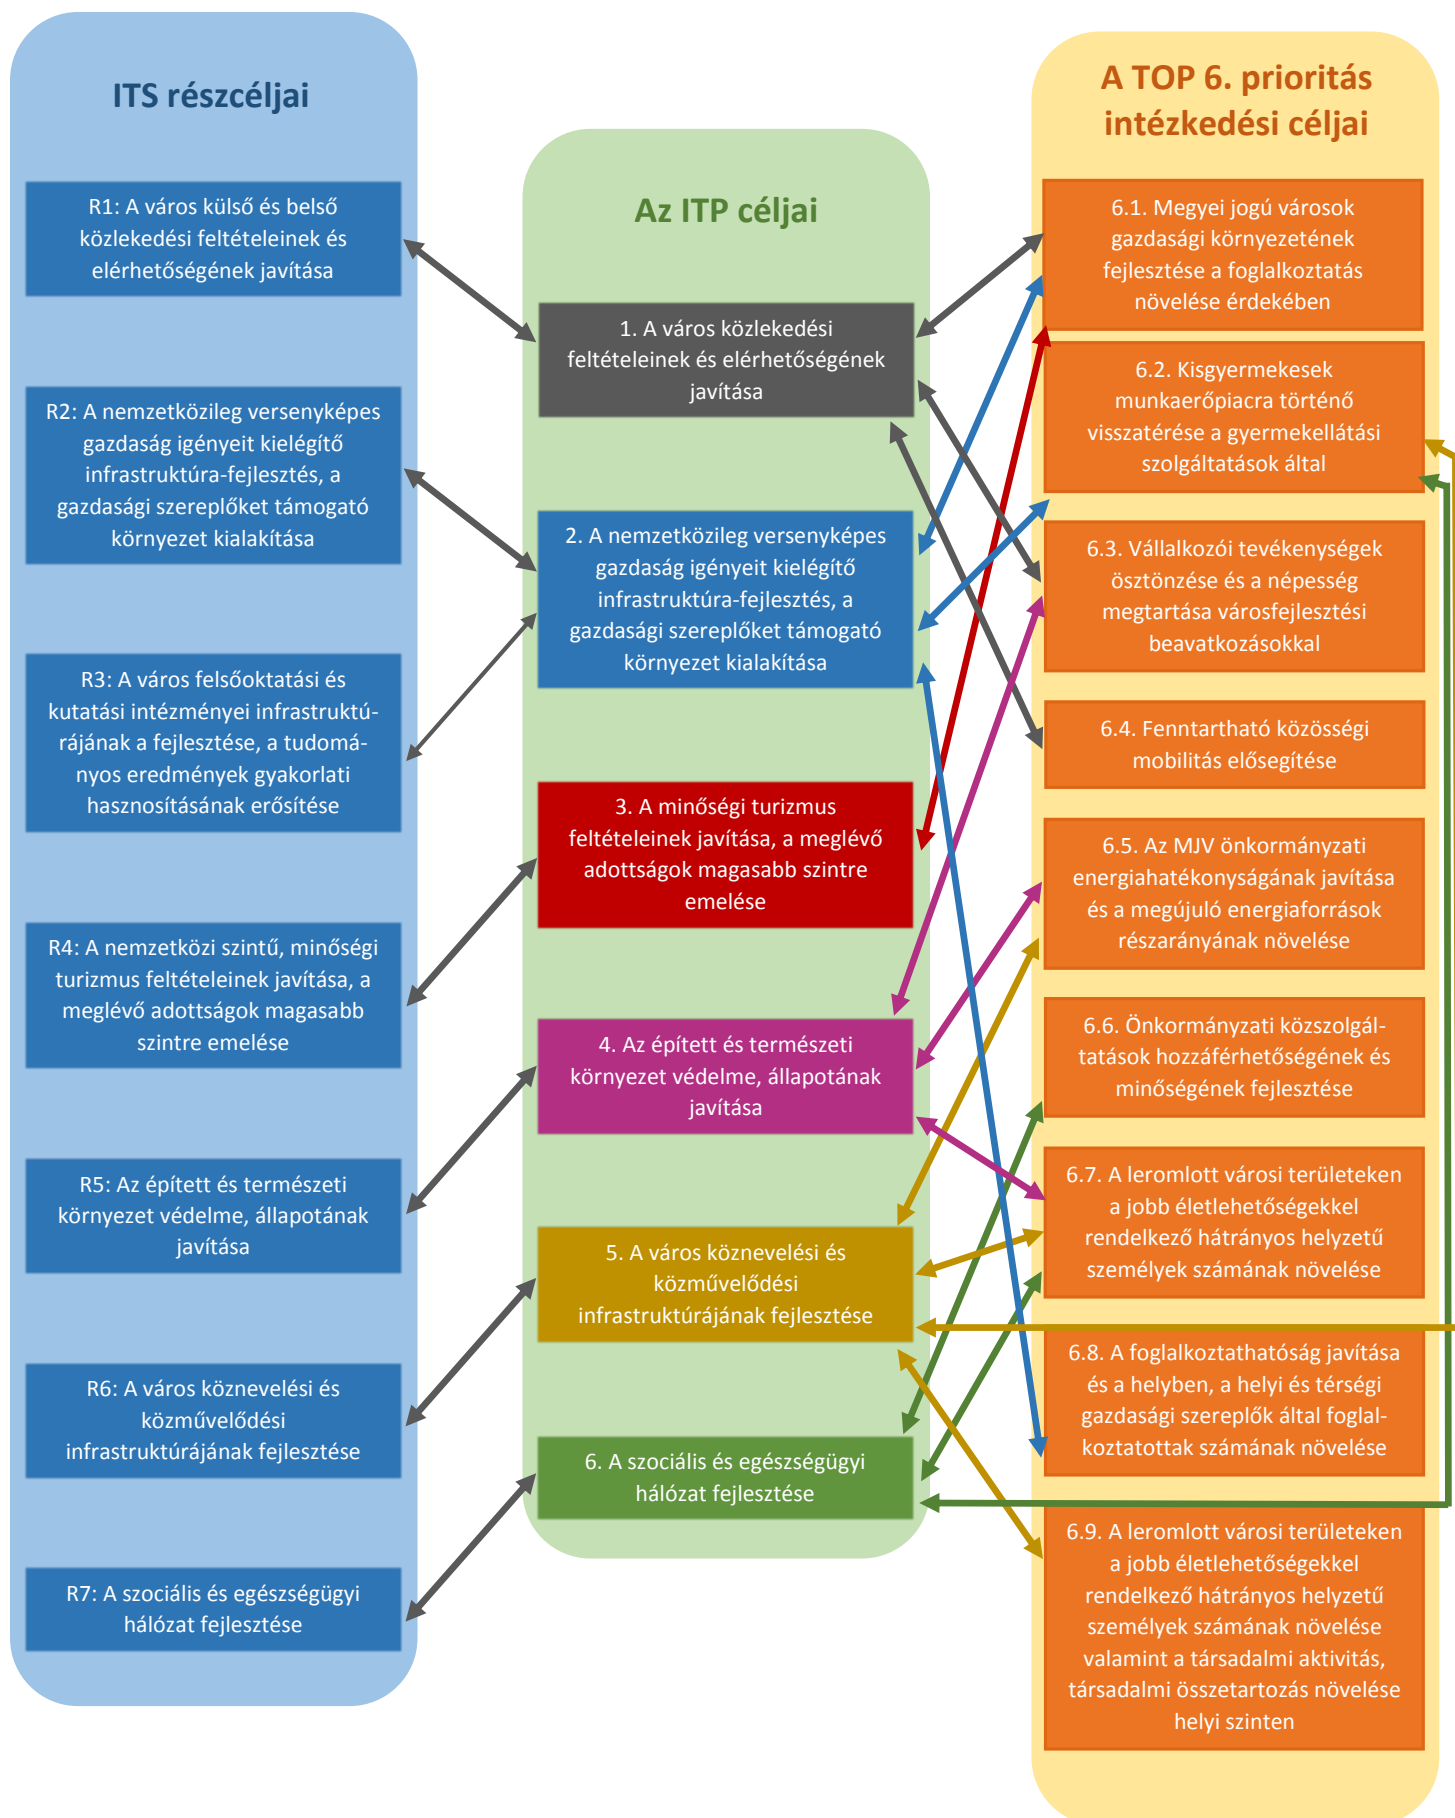 ITS részcéljai
R1: A város külső és belső
közlekedési feltételeinek és
elérhetőségének javítása
R2: A nemzetközileg versenyképes
gazdaság igényeit kielégítő
infrastruktúra-fejlesztés, a
gazdasági szereplőket támogató
környezet kialakítása
R3: A város felsőoktatási és
kutatási intézményei infrastruktú-
rájának a fejlesztése, a tudomá-
nyos eredmények gyakorlati
hasznosításának erősítése
R4: A nemzetközi szintű, minőségi
turizmus feltételeinek javítása, a
meglévő adottságok magasabb
szintre emelése
R5: Az épített és természeti
környezet védelme, állapotának
javítása
R6: A város köznevelési és
közművelődési
infrastruktúrájának fejlesztése
R7: A szociális és egészségügyi
hálózat fejlesztése
Az ITP céljai
1. A város közlekedési
feltételeinek és elérhetőségének
javítása
2. A nemzetközileg versenyképes
gazdaság igényeit kielégítő
infrastruktúra-fejlesztés, a
gazdasági szereplőket támogató
környezet kialakítása
3. A minőségi turizmus
feltételeinek javítása, a meglévő
adottságok magasabb szintre
emelése
4. Az épített és természeti
környezet védelme, állapotának
javítása
5. A város köznevelési és
közművelődési
infrastruktúrájának fejlesztése
6. A szociális és egészségügyi
hálózat fejlesztése
A TOP 6. prioritás
intézkedési céljai
6.1. Megyei jogú városok
gazdasági környezetének
fejlesztése a foglalkoztatás
növelése érdekében
6.2. Kisgyermekesek
munkaerőpiacra történő
visszatérése a gyermekellátási
szolgáltatások által
6.3. Vállalkozói tevékenységek
ösztönzése és a népesség
megtartása városfejlesztési
beavatkozásokkal
6.4. Fenntartható közösségi
mobilitás elősegítése
6.5. Az MJV önkormányzati
energiahatékonyságának javítása
és a megújuló energiaforrások
részarányának növelése
6.6. Önkormányzati közszolgál-
tatások hozzáférhetőségének és
minőségének fejlesztése
6.7. A leromlott városi területeken
a jobb életlehetőségekkel
rendelkező hátrányos helyzetű
személyek számának növelése
6.8. A foglalkoztathatóság javítása
és a helyben, a helyi és térségi
gazdasági szereplők által foglal-
koztatottak számának növelése
6.9. A leromlott városi területeken
a jobb életlehetőségekkel
rendelkező hátrányos helyzetű
személyek számának növelése
valamint a társadalmi aktivitás,
társadalmi összetartozás növelése
helyi szinten